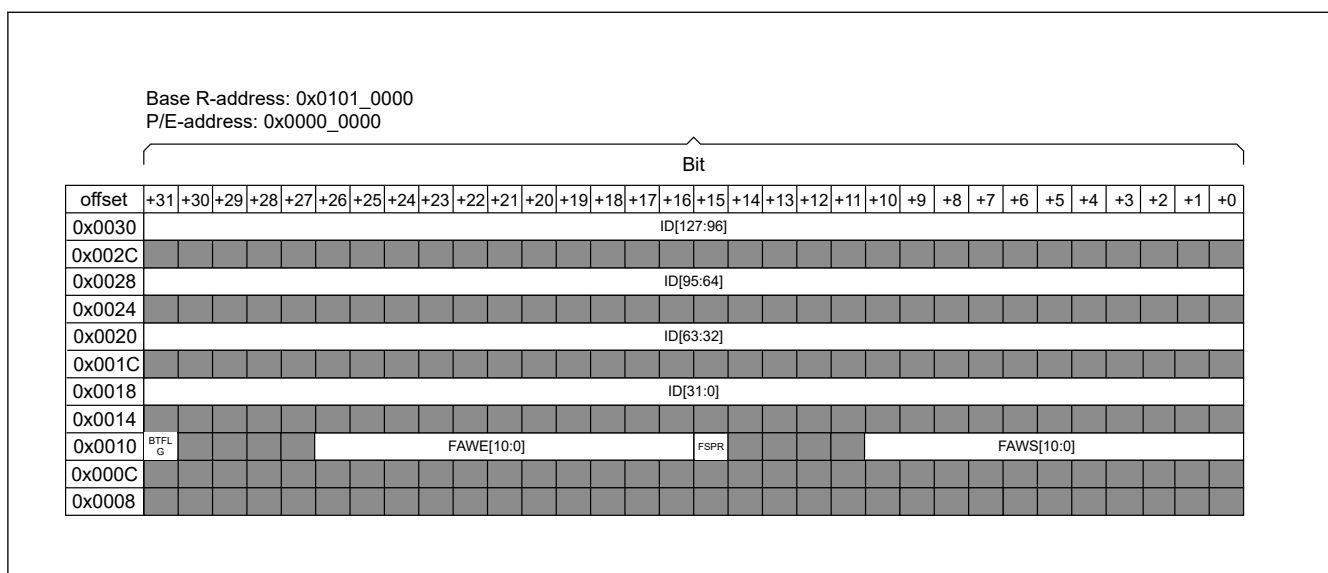 Base R-address: 0x0101_0000
P/E-address: 0x0000_0000
Bit
offset +31 +30 +29 +28 +27 +26 +25 +24 +23 +22 +21 +20 +19 +18 +17 +16 +15 +14 +13 +12 +11 +10 +9 +8 +7 +6 +5 +4 +3 +2 +1 +0
0x0030 ID[127:96]
0x002C
0x0028 ID[95:64]
0x0024
0x0020 ID[63:32]
0x001C
0x0018 ID[31:0]
0x0014
0x0010 BTFL G FAWE[10:0] FSPR FAWS[10:0]
0x000C
0x0008